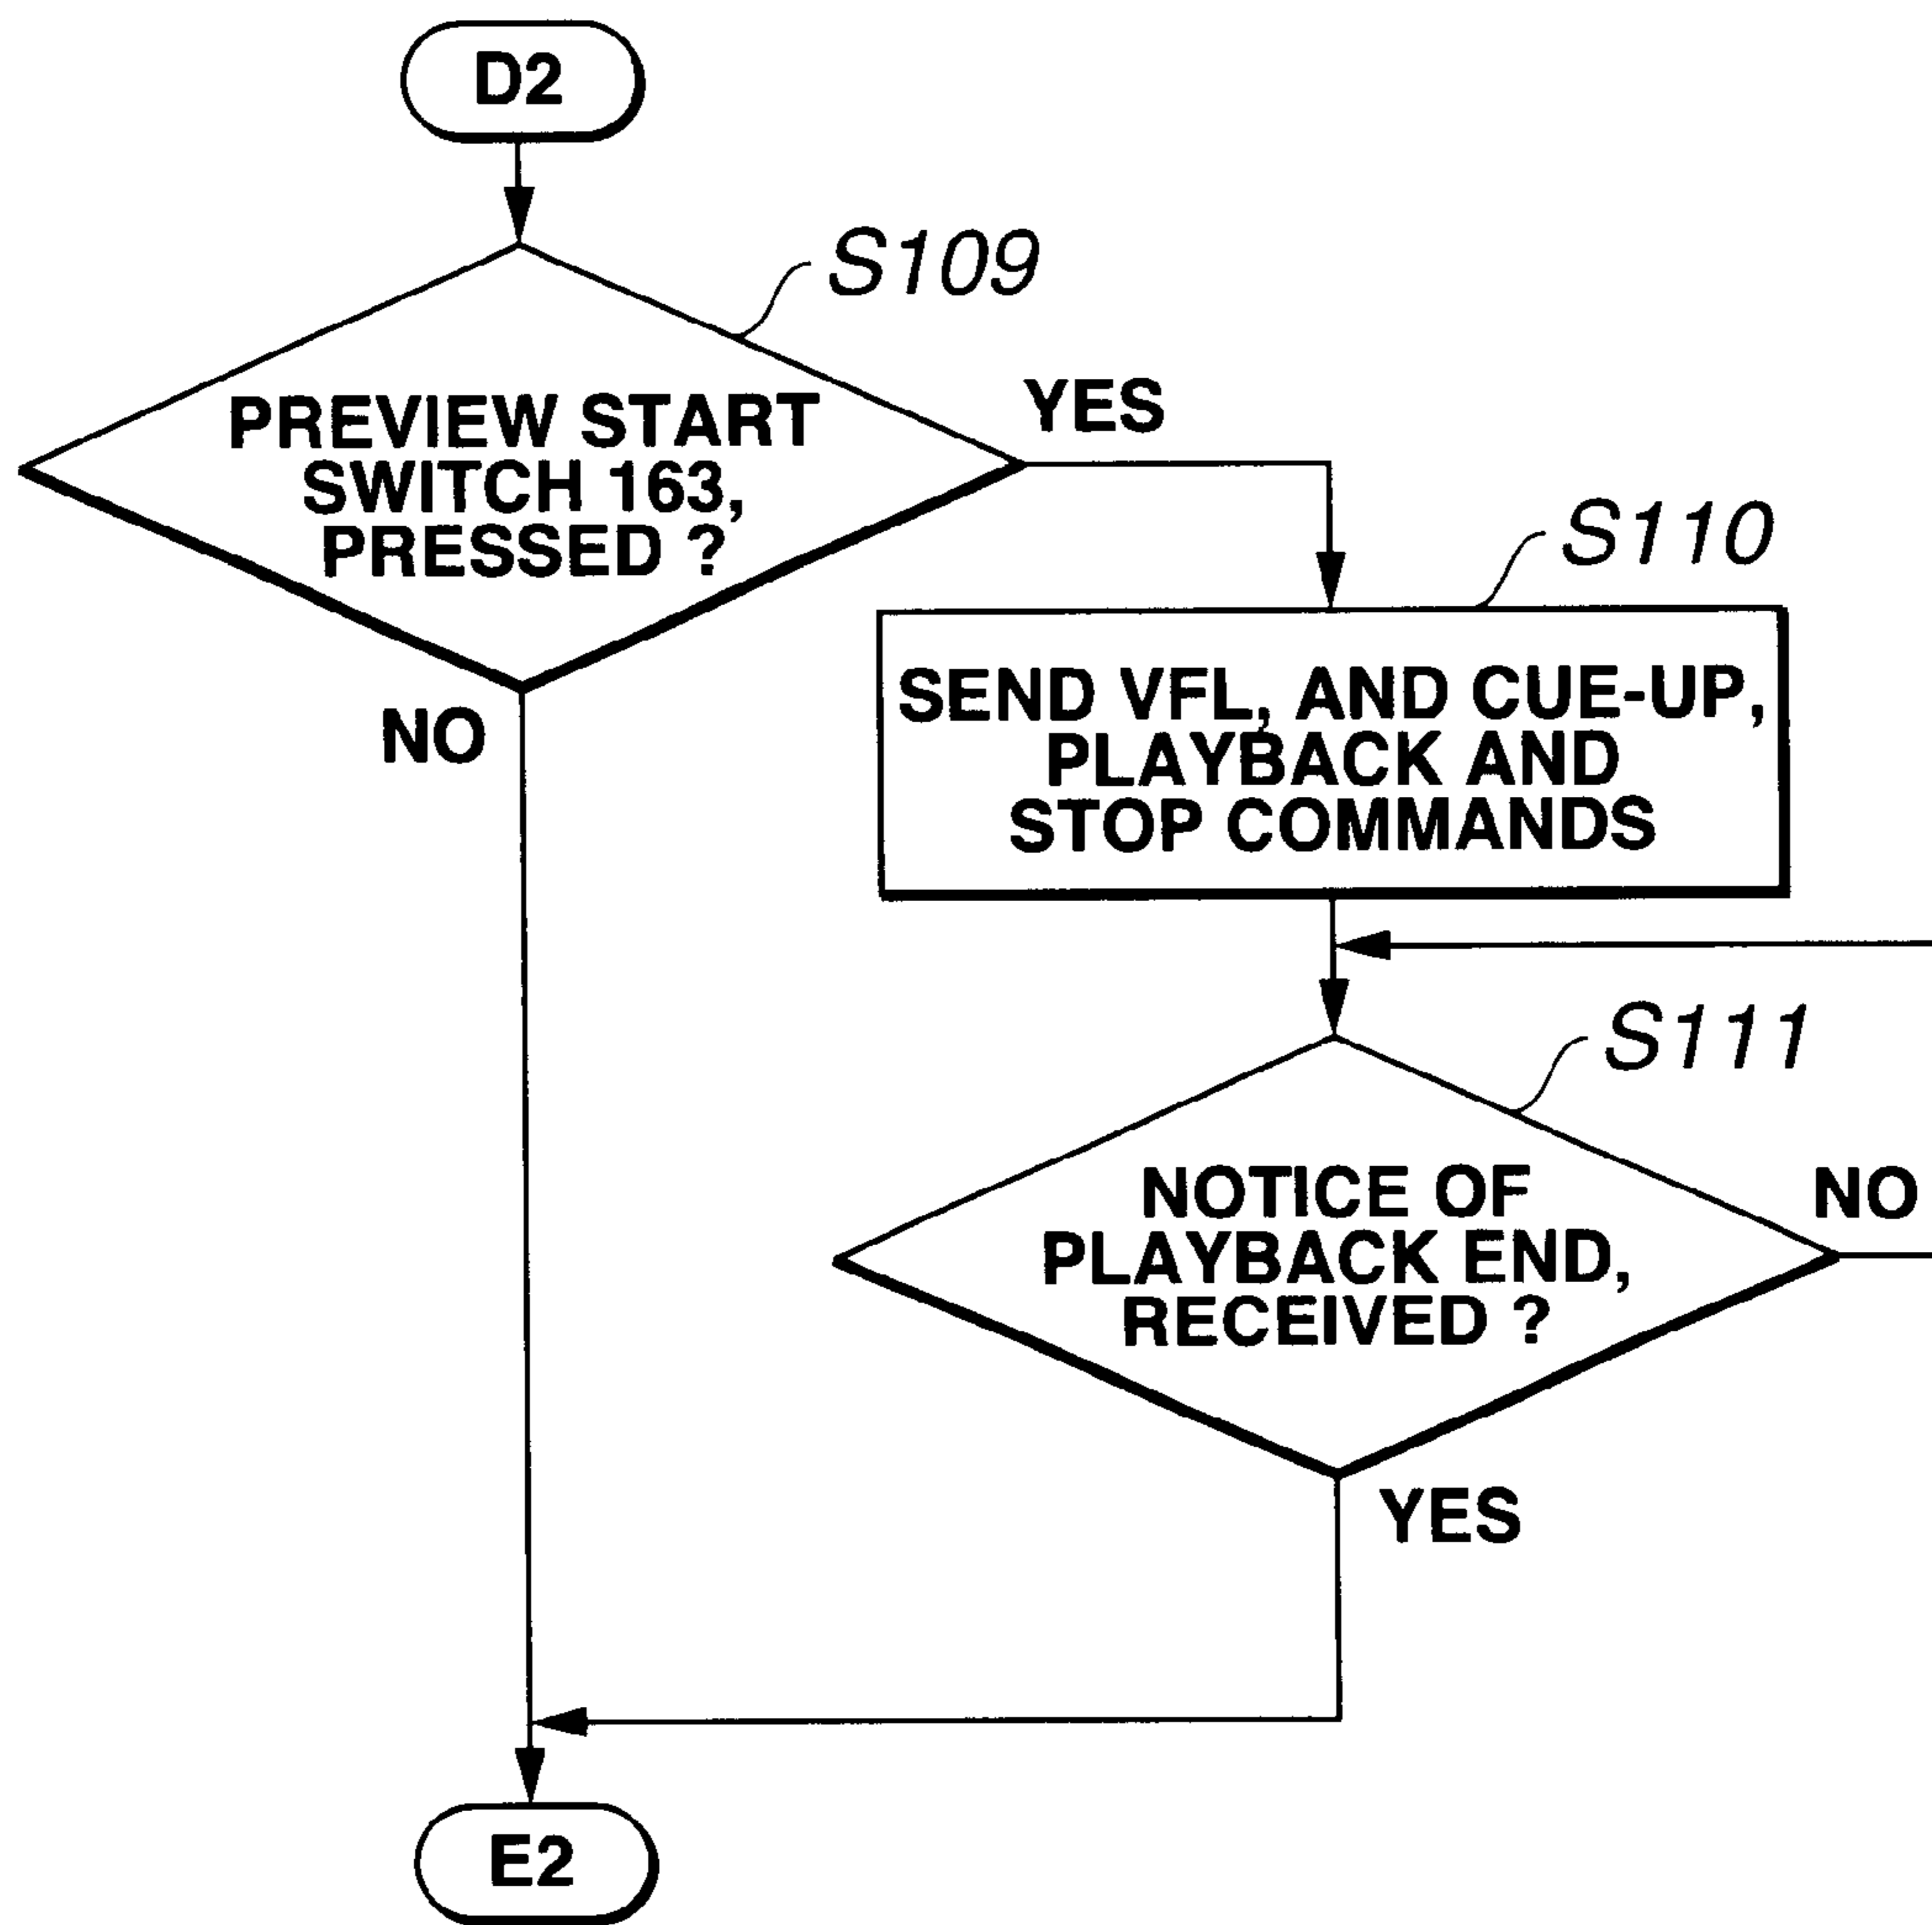 D2
S109
PREVIEW START
SWITCH 163,
PRESSED ?
YES
NO
S110
SEND VFL, AND CUE-UP,
PLAYBACK AND
STOP COMMANDS
S111
NOTICE OF
PLAYBACK END,
RECEIVED ?
NO
YES
E2